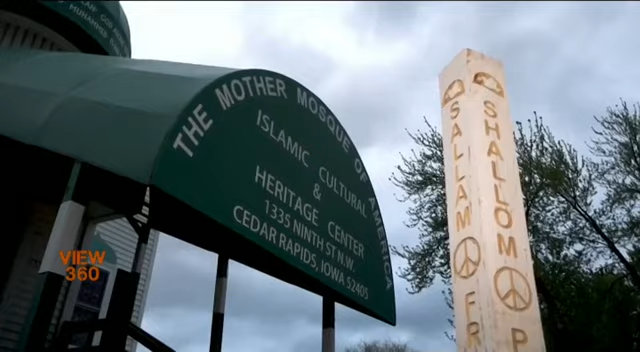 THE MOTHER MOSQUE OF AMERICA
ISLAMIC CULTURAL
&
HERITAGE CENTER
1335 NINTH ST N.W.
CEDAR RAPIDS, IOWA 52405
SALLAM
FR
SHALLOM
P
VIEW
360